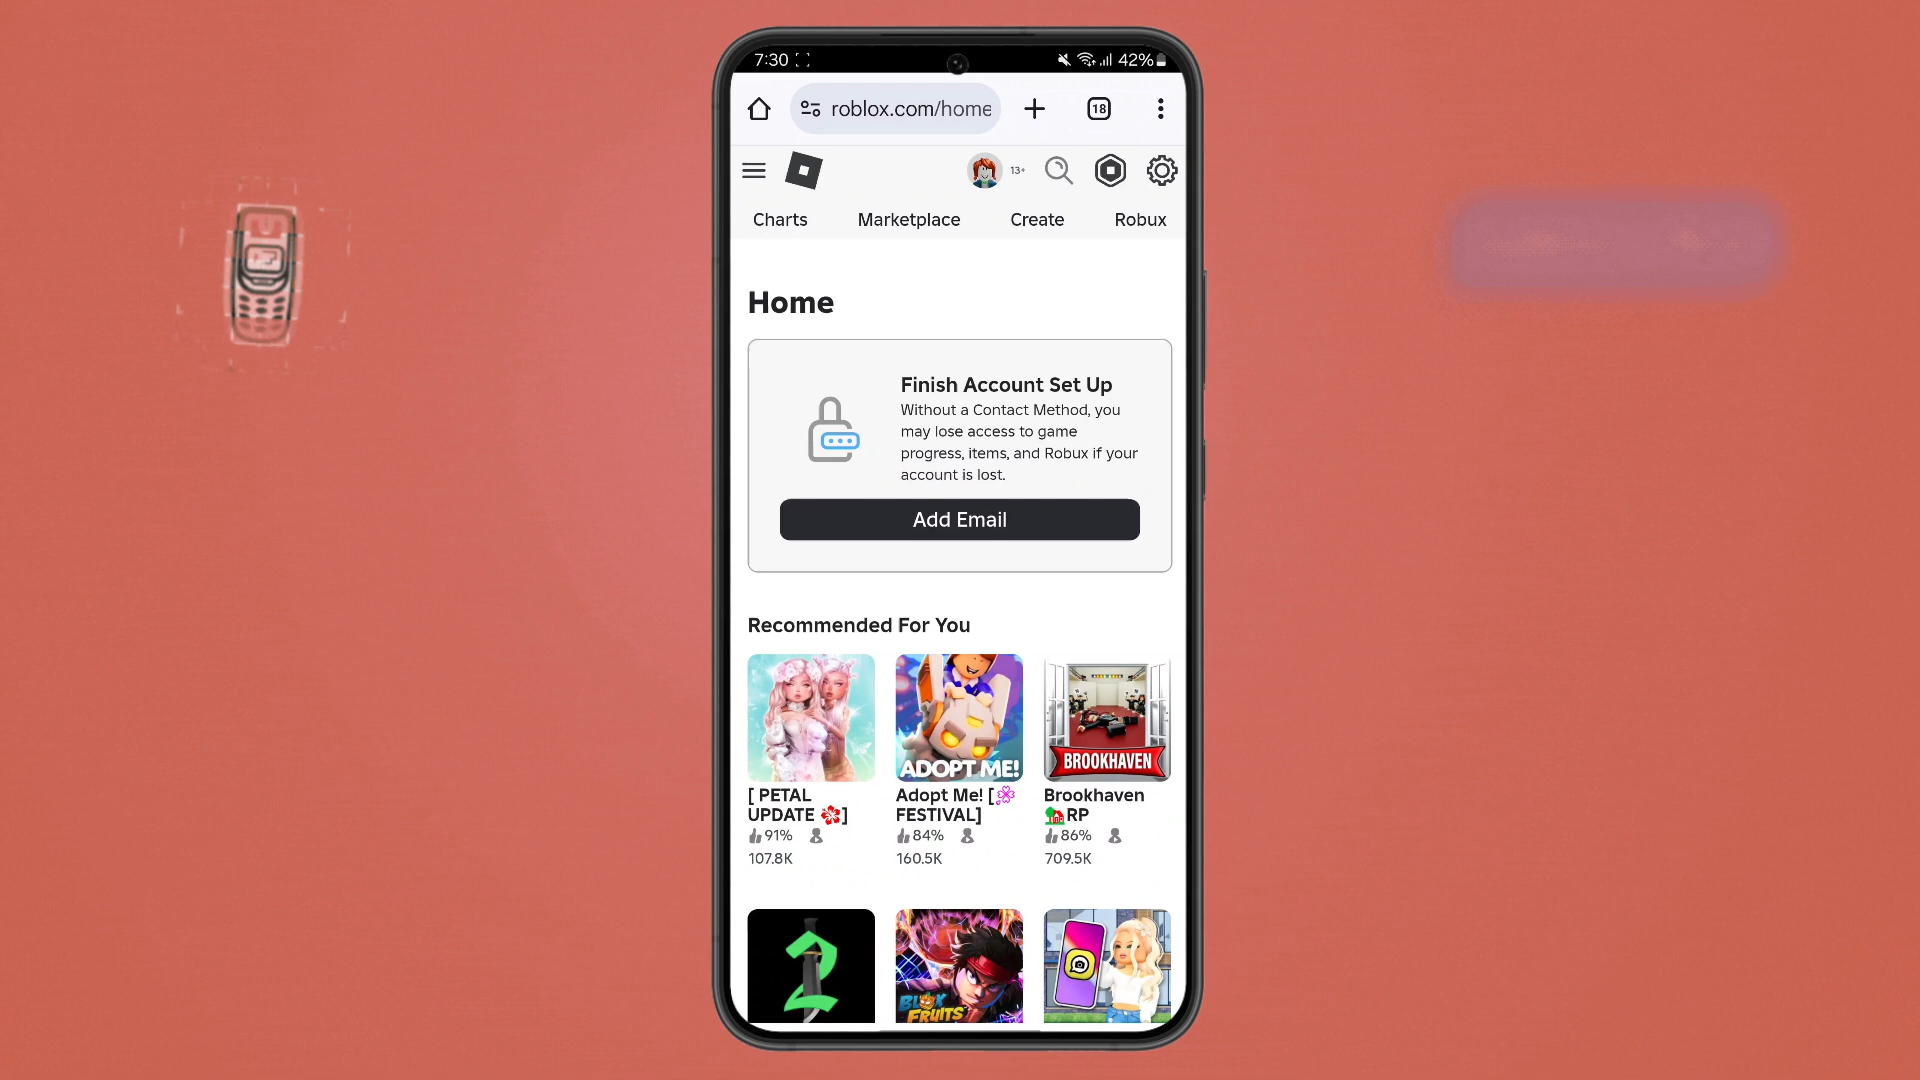 7:30
42%
roblox.com/home
18
13+
Charts
Marketplace
Create
Robux
Home
Finish Account Set Up
Without a Contact Method, you
may lose access to game
progress, items, and Robux if your
account is lost.
Add Email
Recommended For You
ADOPT ME!
BROOKHAVEN
[ PETAL
UPDATE 🌺]
91%
107.8K
Adopt Me! [🌸
FESTIVAL]
84%
160.5K
Brookhaven
🏡RP
86%
709.5K
2
BLOX
FRUITS